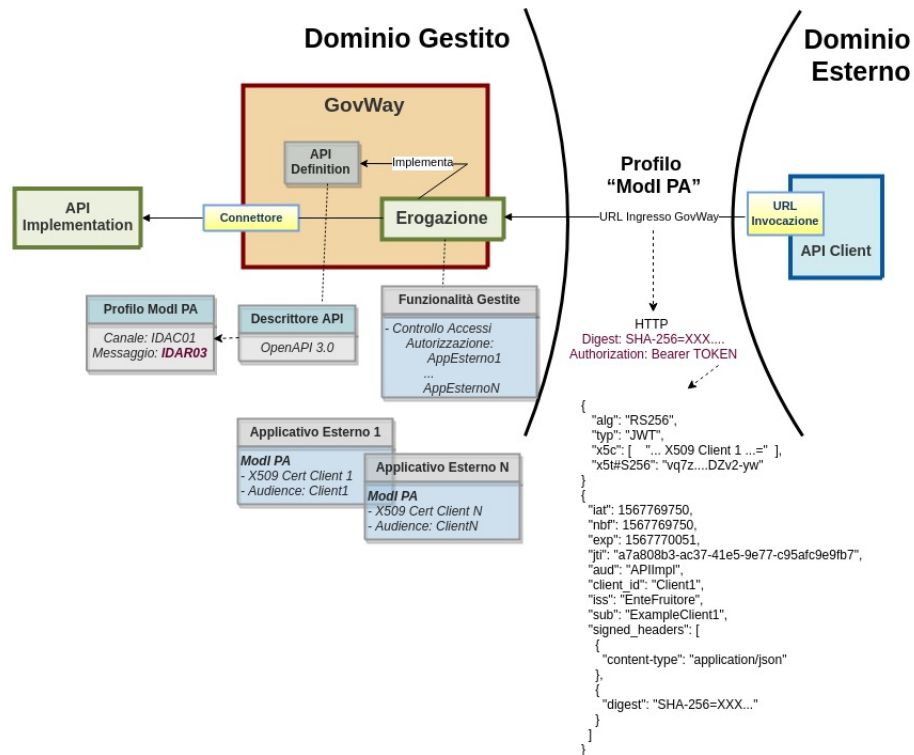 Dominio Gestito
Dominio
Esterno
GovWay
API
Definition
Implementa
Profilo
“ModI PA”
API
Implementation
Connettore
Erogazione
URL Ingresso GovWay
URL
Invocazione
API Client
Profilo ModI PA
Canale: IDAC01
Messaggio: IDAR03
Descrittore API
OpenAPI 3.0
Funzionalità Gestite
- Controllo Accessi
Autorizzazione:
AppEsterno1
...
AppEsternoN
HTTP
Digest: SHA-256=XXX....
Authorization: Bearer TOKEN
Applicativo Esterno 1
ModI PA
- X509 Cert Client 1
- Audience: Client1
Applicativo Esterno N
ModI PA
- X509 Cert Client N
- Audience: ClientN
{
"alg": "RS256",
"typ": "JWT",
"x5c": [ "... X509 Client 1 ...=" ],
"x5t#S256": "vq7z....DZv2-yw"
}
{
"iat": 1567769750,
"nbf": 1567769750,
"exp": 1567770051,
"jti": "a7a808b3-ac37-41e5-9e77-c95afc9e9fb7",
"aud": "APIImpl",
"client_id": "Client1",
"iss": "EnteFruitore",
"sub": "ExampleClient1",
"signed_headers": [
{
"content-type": "application/json"
},
{
"digest": "SHA-256=XXX..."
}
]
}